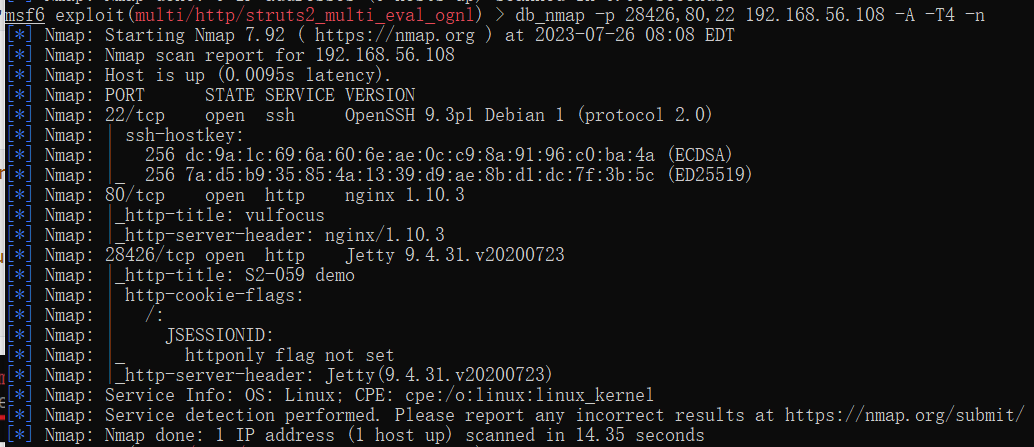 msf6 exploit(multi/http/struts2_multi_eval_ognl) > db_nmap -p 28426,80,22 192.168.56.108 -A -T4 -n
[*] Nmap: Starting Nmap 7.92 ( https://nmap.org ) at 2023-07-26 08:08 EDT
[*] Nmap: Nmap scan report for 192.168.56.108
[*] Nmap: Host is up (0.0095s latency).
[*] Nmap: PORT      STATE SERVICE VERSION
[*] Nmap: 22/tcp    open  ssh     OpenSSH 9.3p1 Debian 1 (protocol 2.0)
[*] Nmap: | ssh-hostkey:
[*] Nmap: |   256 dc:9a:1c:69:6a:60:6e:ae:0c:c9:8a:91:96:c0:ba:4a (ECDSA)
[*] Nmap: |_  256 7a:d5:b9:35:85:4a:13:39:d9:ae:8b:d1:dc:7f:3b:5c (ED25519)
[*] Nmap: 80/tcp    open  http    nginx 1.10.3
[*] Nmap: |_http-title: vulfocus
[*] Nmap: |_http-server-header: nginx/1.10.3
[*] Nmap: 28426/tcp open  http    Jetty 9.4.31.v20200723
[*] Nmap: |_http-title: S2-059 demo
[*] Nmap: | http-cookie-flags:
[*] Nmap: |   /:
[*] Nmap: |     JSESSIONID:
[*] Nmap: |_      httponly flag not set
[*] Nmap: |_http-server-header: Jetty(9.4.31.v20200723)
[*] Nmap: Service Info: OS: Linux; CPE: cpe:/o:linux:linux_kernel
[*] Nmap: Service detection performed. Please report any incorrect results at https://nmap.org/submit/
[*] Nmap: Nmap done: 1 IP address (1 host up) scanned in 14.35 seconds